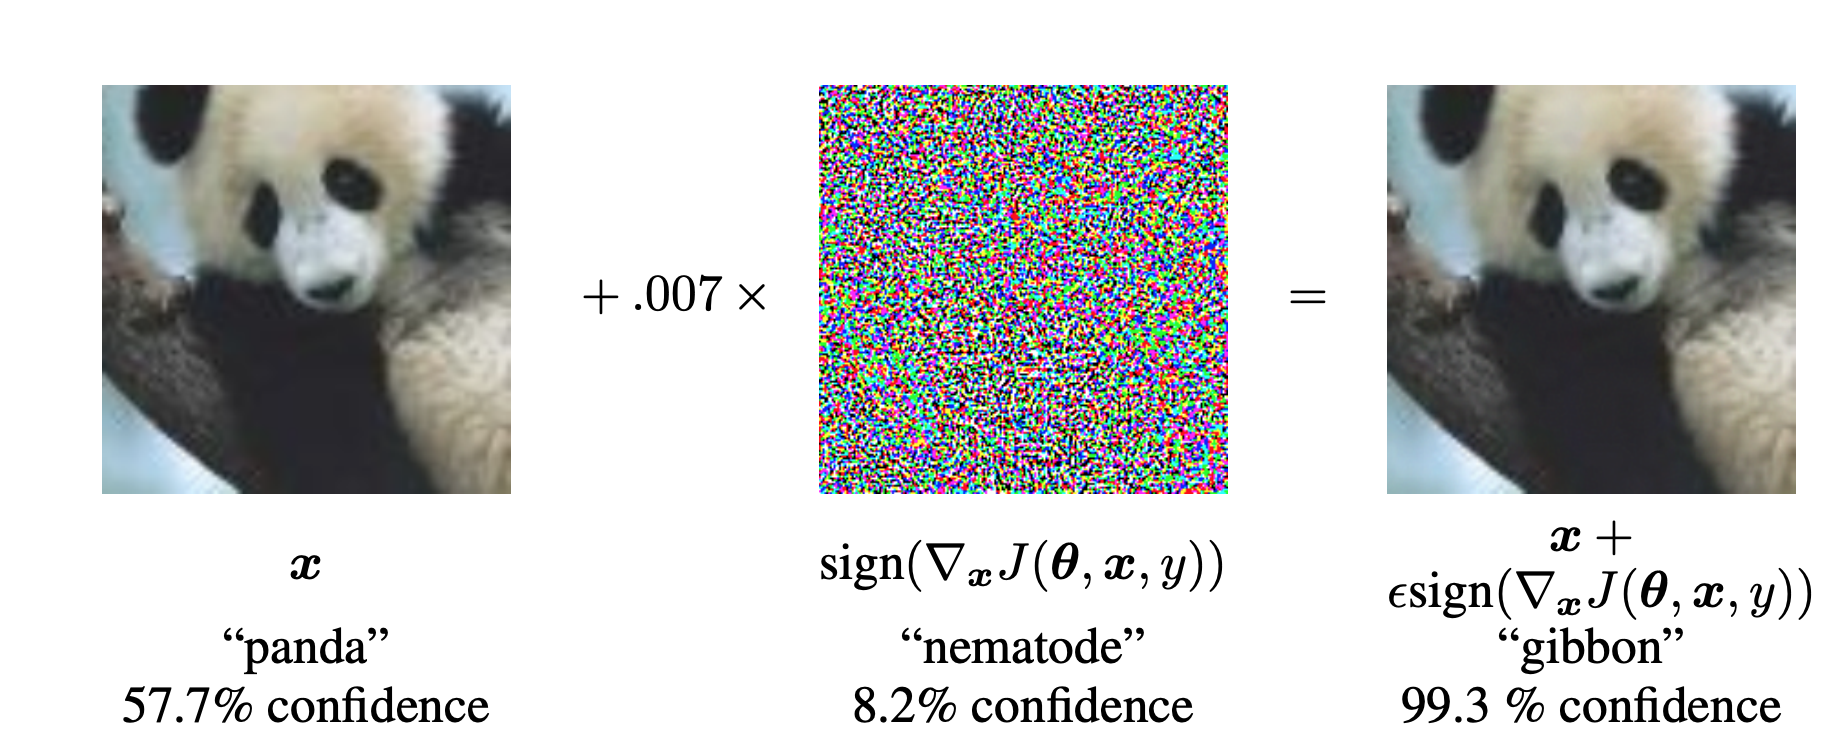 + .007 ×
=
x
“panda”
57.7% confidence
sign(∇ₓJ(θ, x, y))
“nematode”
8.2% confidence
x +
ϵsign(∇ₓJ(θ, x, y))
“gibbon”
99.3 % confidence